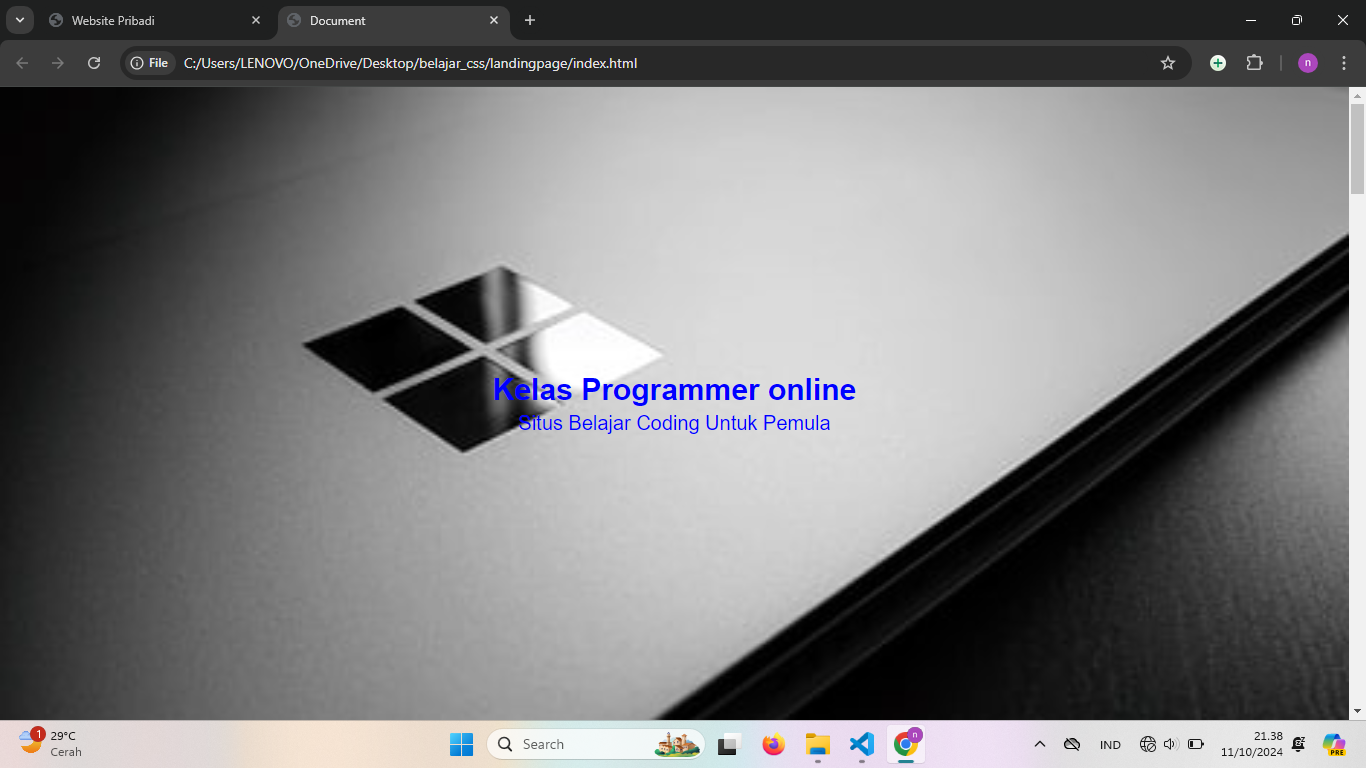 Website Pribadi
Document
File
C:/Users/LENOVO/OneDrive/Desktop/belajar_css/landingpage/index.html
n
Kelas Programmer online
Situs Belajar Coding Untuk Pemula
1
29°C
Cerah
Search
n
IND
21.38
11/10/2024
PRE